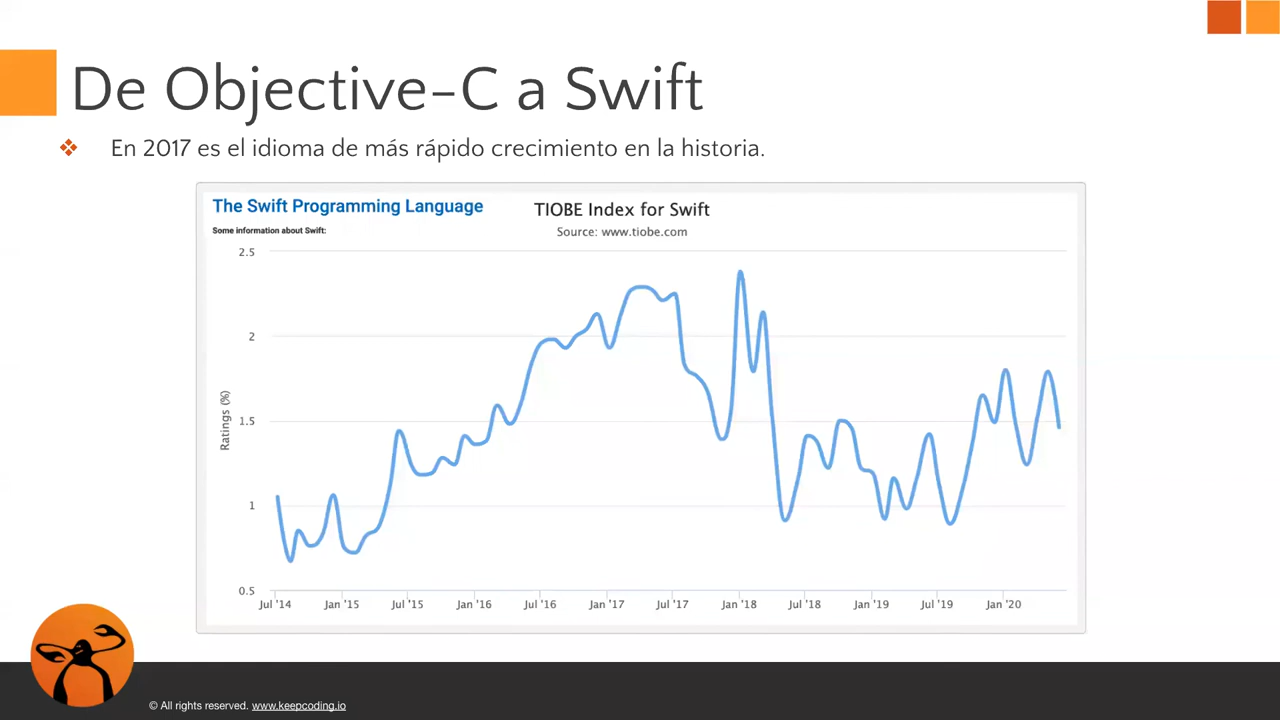 De Objective-C a Swift
❖ En 2017 es el idioma de más rápido crecimiento en la historia.
The Swift Programming Language
TIOBE Index for Swift
Some information about Swift:
Source: www.tiobe.com
2.5
2
1.5
1
0.5
Ratings (%)
Jul '14 Jan '15 Jul '15 Jan '16 Jul '16 Jan '17 Jul '17 Jan '18 Jul '18 Jan '19 Jul '19 Jan '20
© All rights reserved. www.keepcoding.io